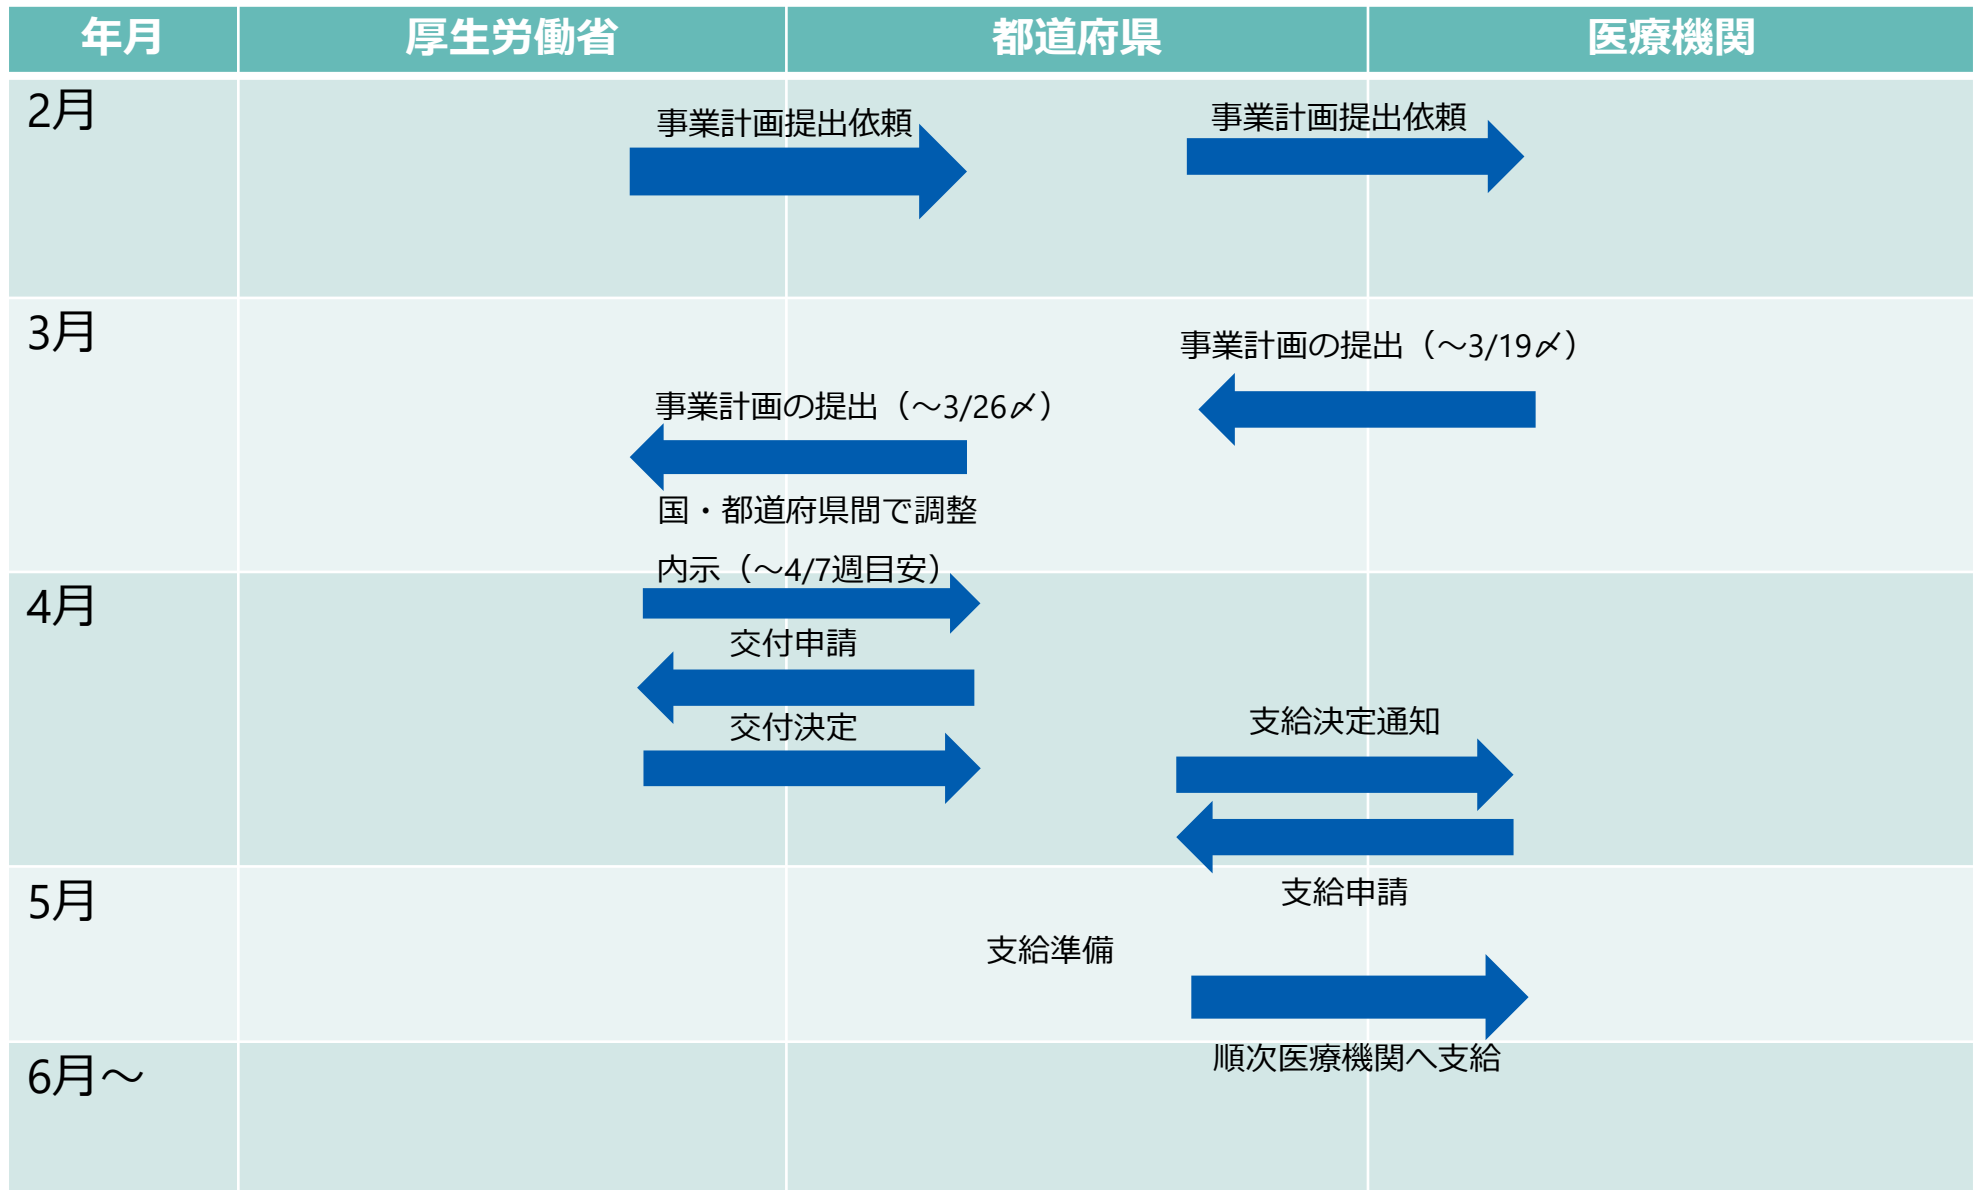 年月
厚生労働省
都道府県
医療機関
2月
事業計画提出依頼
事業計画提出依頼
3月
事業計画の提出（～3/19〆）
事業計画の提出（～3/26〆）
国・都道府県間で調整
内示（～4/7週目安）
4月
交付申請
交付決定
支給決定通知
5月
支給申請
支給準備
順次医療機関へ支給
6月～